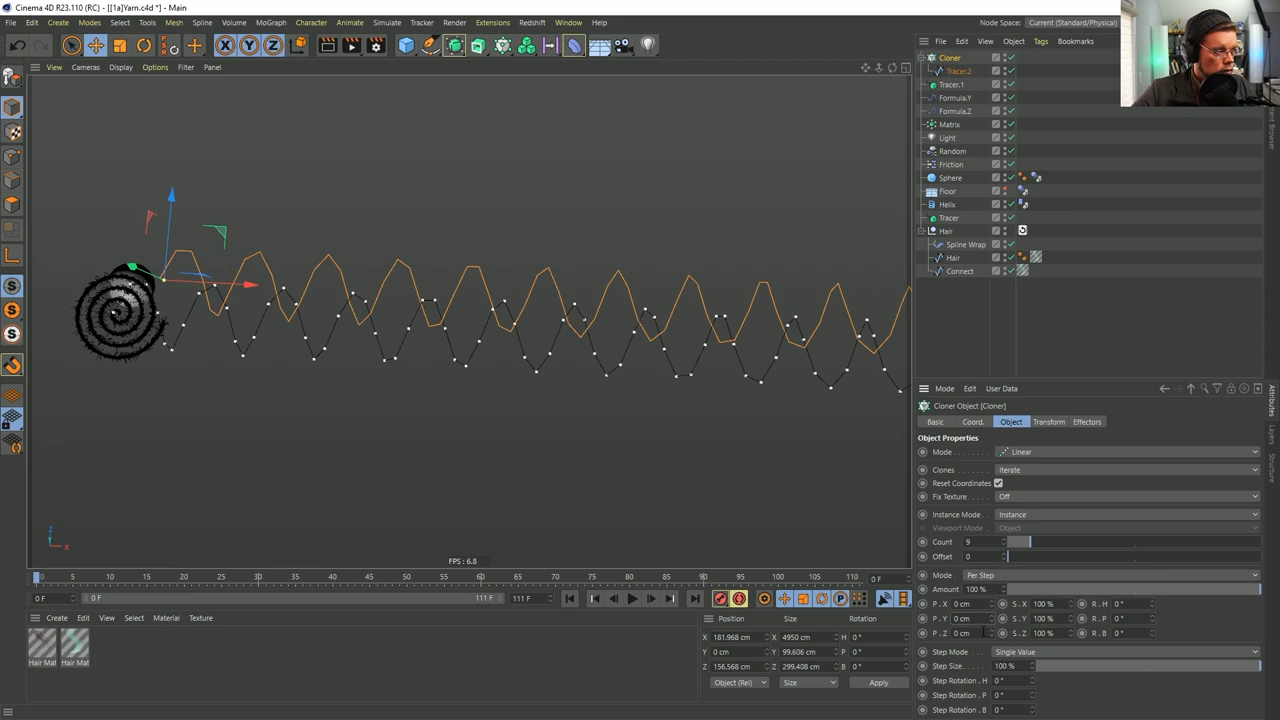 Cinema 4D R23.110 (RC) - [[1a]Yarn.c4d *] - Main
File Edit Create Modes Select Tools Mesh Spline Volume MoGraph Character Animate Simulate Tracker Render Extensions Redshift Window Help Node Space: Current (Standard/Physical)
X Y Z
File Edit View Object Tags Bookmarks
View Cameras Display Options Filter Panel
Cloner
Tracer.2
Tracer.1
Formula.Y
Formula.Z
Matrix
Light
Random
Friction
Sphere
Floor
Helix
Tracer
Hair
Spline Wrap
Hair
Connect
Z X
FPS : 6.8
Mode Edit User Data
Cloner Object [Cloner]
Basic Coord. Object Transform Effectors
Object Properties
Mode Linear
Clones Iterate
Reset Coordinates
Fix Texture Off
Instance Mode Instance
Viewport Mode Object
Count 9
Offset 0
Mode Per Step
Amount 100 %
P . X 0 cm S . X 100 % R . H 0 °
P . Y 0 cm S . Y 100 % R . P 0 °
P . Z 0 cm S . Z 100 % R . B 0 °
Step Mode Single Value
Step Size 100 %
Step Rotation . H 0 °
Step Rotation . P 0 °
Step Rotation . B 0 °
Attributes
Layers
Structure
0 5 10 15 20 25 30 35 40 45 50 55 60 65 70 75 80 85 90 95 100 105 110 0 F
0 F 0 F 111 F 111 F
Create Edit View Select Material Texture
Hair Mat Hair Mat
Position Size Rotation
X 181.968 cm X 4950 cm H 0 °
Y 0 cm Y 99.606 cm P 0 °
Z 156.568 cm Z 299.408 cm B 0 °
Object (Rel) Size Apply